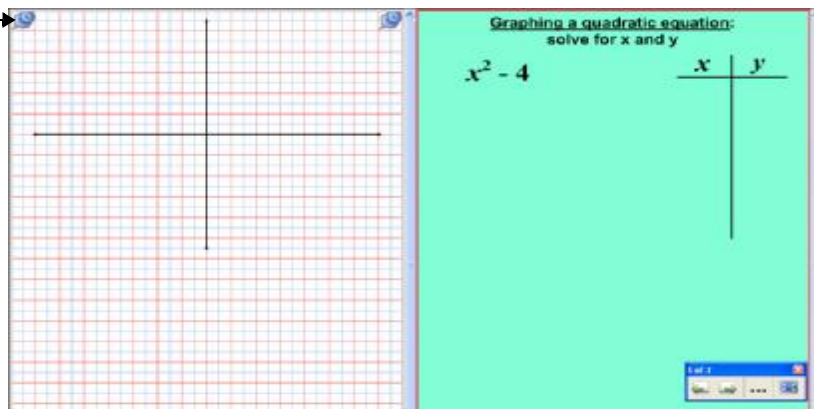 Graphing a quadratic equation:
solve for x and y
x² - 4
x y